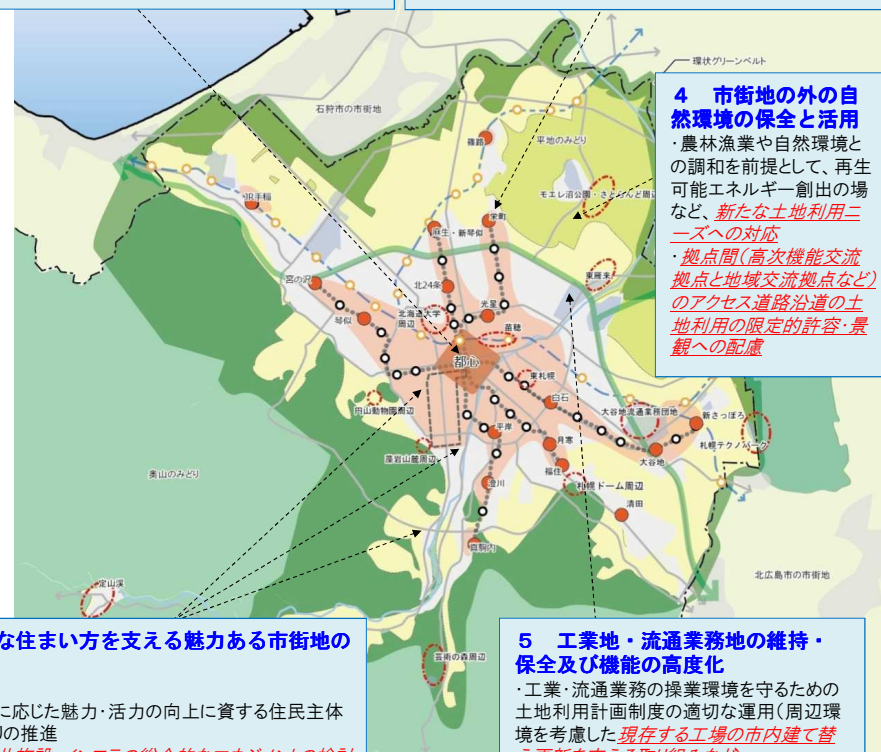 環状グリーンベルト
4 市街地の外の自
然環境の保全と活用
・農林漁業や自然環境と
の調和を前提として、再生
可能エネルギー創出の場
など、新たな土地利用ニ
ーズへの対応
・拠点間(高次機能交流
拠点と地域交流拠点など)
のアクセス道路沿道の土
地利用の限定的許容・景
観への配慮
石狩市の市街地
篠路
平地のみどり
モエレ沼公園・さとらんど周辺
JR手稲
麻生・新琴似
栄町
宮の沢
北24条
東雁来
琴似
北海道大学
周辺
光星
苗穂
都心
東札幌
白石
円山動物園周辺
大谷地流通業務団地
新さっぽろ
札幌テクノパーク
平岸
月寒
大谷地
藻岩山麓周辺
福住
札幌ドーム周辺
奥山のみどり
澄川
清田
真駒内
北広島市の市街地
定山渓
芸術の森周辺
な住まい方を支える魅力ある市街地の
に応じた魅力・活力の向上に資する住民主体
の推進
5 工業地・流通業務地の維持・
保全及び機能の高度化
・工業・流通業務の操業環境を守るための
土地利用計画制度の適切な運用(周辺環
境を考慮した現存する工場の市内建て替